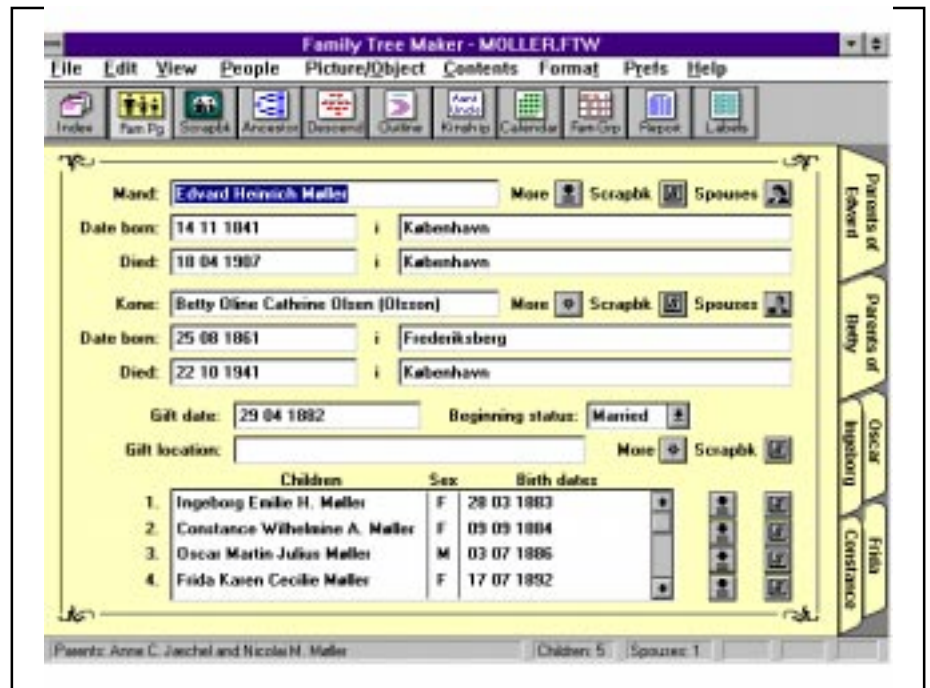 Family Tree Maker - MOLLER.FTW
File Edit View People Picture/Object Contents Format Prefs Help
Index Fam Pg Scrapbk Ancestor Descend Outline Kinship Calendar FamGrp Report Labels
Mand: Edvard Heinrich Møller More Scrapbk Spouses
Date born: 14 11 1841 i København
Died: 18 04 1907 i København
Kone: Betty Oline Cathrine Olsen (Olsson) More Scrapbk Spouses
Date born: 25 08 1861 i Frederiksberg
Died: 22 10 1941 i København
Gift date: 29 04 1882 Beginning status: Married
Gift location: More Scrapbk
Children Sex Birth dates
1. Ingeborg Emilie H. Møller F 28 03 1883
2. Constance Wilhelmine A. Møller F 09 09 1884
3. Oscar Martin Julius Møller M 03 07 1886
4. Frida Karen Cecilie Møller F 17 07 1892
Parents of
Edvard
Parents of
Betty
Oscar
Ingeborg
Frida
Constance
Parents: Anne C. Jæchel and Nicolai M. Møller Children: 5 Spouses: 1